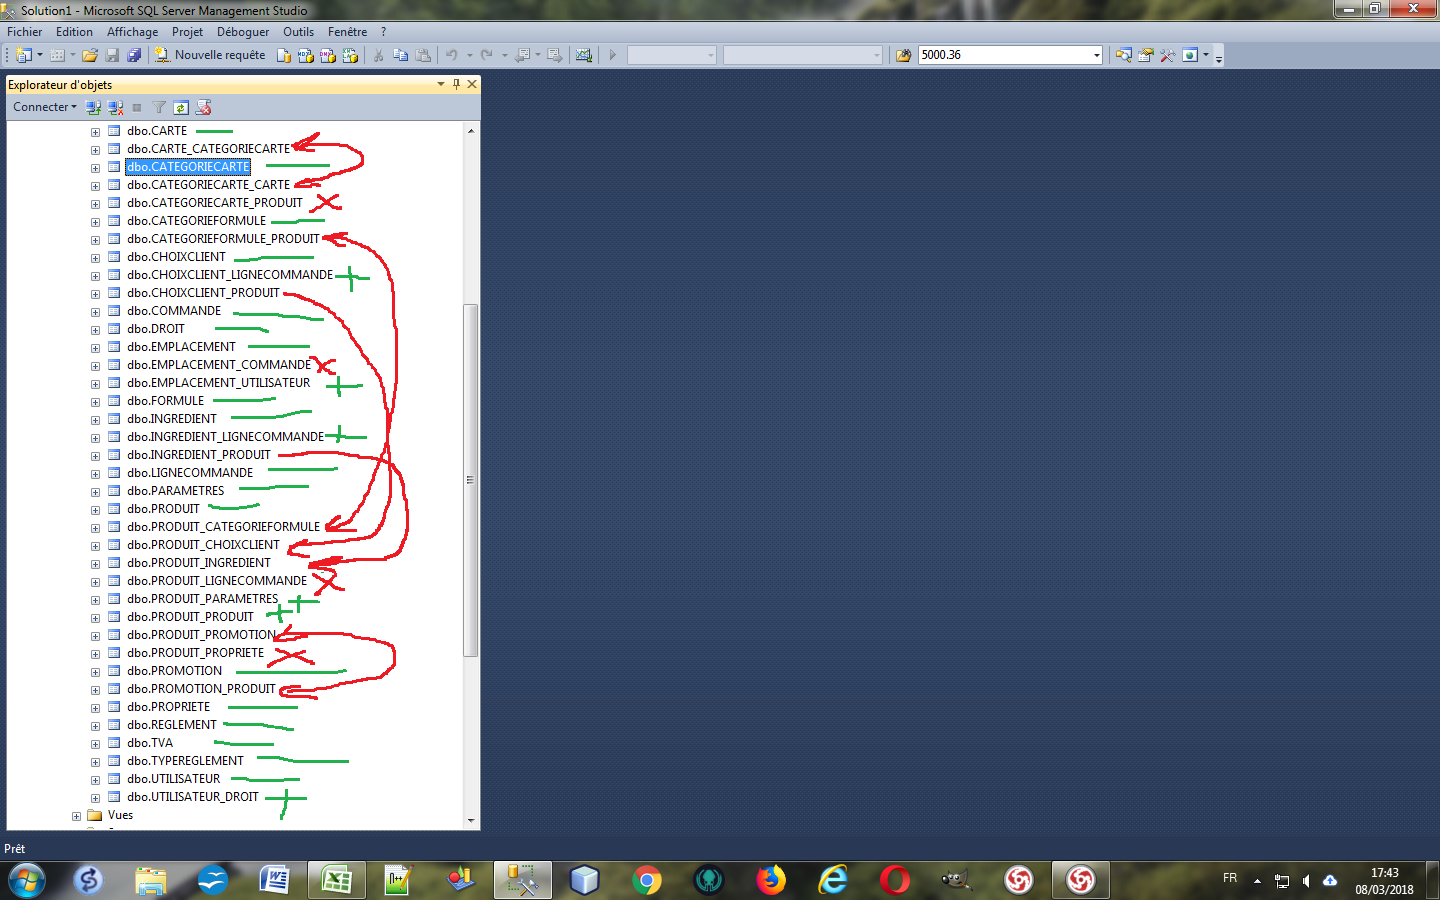 Solution1 - Microsoft SQL Server Management Studio
Fichier Edition Affichage Projet Déboguer Outils Fenêtre ?
Nouvelle requête 5000.36
Explorateur d'objets
Connecter
dbo.CARTE
dbo.CARTE_CATEGORIECARTE
dbo.CATEGORIECARTE
dbo.CATEGORIECARTE_CARTE
dbo.CATEGORIECARTE_PRODUIT
dbo.CATEGORIEFORMULE
dbo.CATEGORIEFORMULE_PRODUIT
dbo.CHOIXCLIENT
dbo.CHOIXCLIENT_LIGNECOMMANDE
dbo.CHOIXCLIENT_PRODUIT
dbo.COMMANDE
dbo.DROIT
dbo.EMPLACEMENT
dbo.EMPLACEMENT_COMMANDE
dbo.EMPLACEMENT_UTILISATEUR
dbo.FORMULE
dbo.INGREDIENT
dbo.INGREDIENT_LIGNECOMMANDE
dbo.INGREDIENT_PRODUIT
dbo.LIGNECOMMANDE
dbo.PARAMETRES
dbo.PRODUIT
dbo.PRODUIT_CATEGORIEFORMULE
dbo.PRODUIT_CHOIXCLIENT
dbo.PRODUIT_INGREDIENT
dbo.PRODUIT_LIGNECOMMANDE
dbo.PRODUIT_PARAMETRES
dbo.PRODUIT_PRODUIT
dbo.PRODUIT_PROMOTION
dbo.PRODUIT_PROPRIETE
dbo.PROMOTION
dbo.PROMOTION_PRODUIT
dbo.PROPRIETE
dbo.REGLEMENT
dbo.TVA
dbo.TYPEREGLEMENT
dbo.UTILISATEUR
dbo.UTILISATEUR_DROIT
Vues
Prêt
FR 17:43
08/03/2018